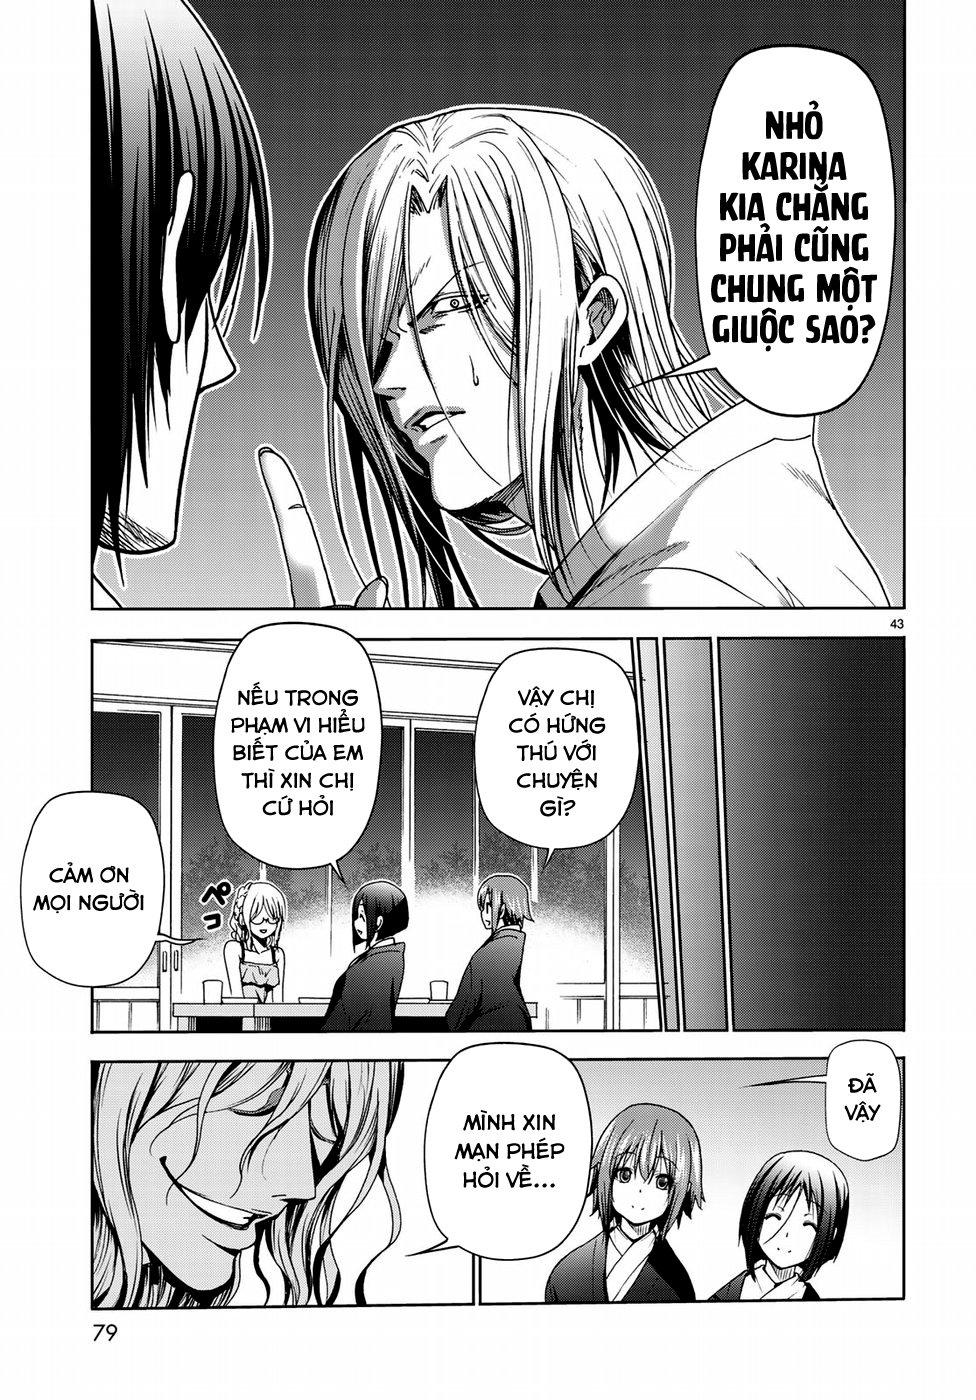 NHỎ
KARINA
KIA CHẲNG
PHẢI CŨNG
CHUNG MỘT
GIUỘC SAO?
43
VẬY CHỊ
CÓ HỨNG
THÚ VỚI
CHUYỆN
GÌ?
NẾU TRONG
PHẠM VI HIỂU
BIẾT CỦA EM
THÌ XIN CHỊ
CỨ HỎI
ペコ
CẢM ƠN
MỌI NGƯỜI
ĐÃ
VẬY
MÌNH XIN
MẠN PHÉP
HỎI VỀ...
79